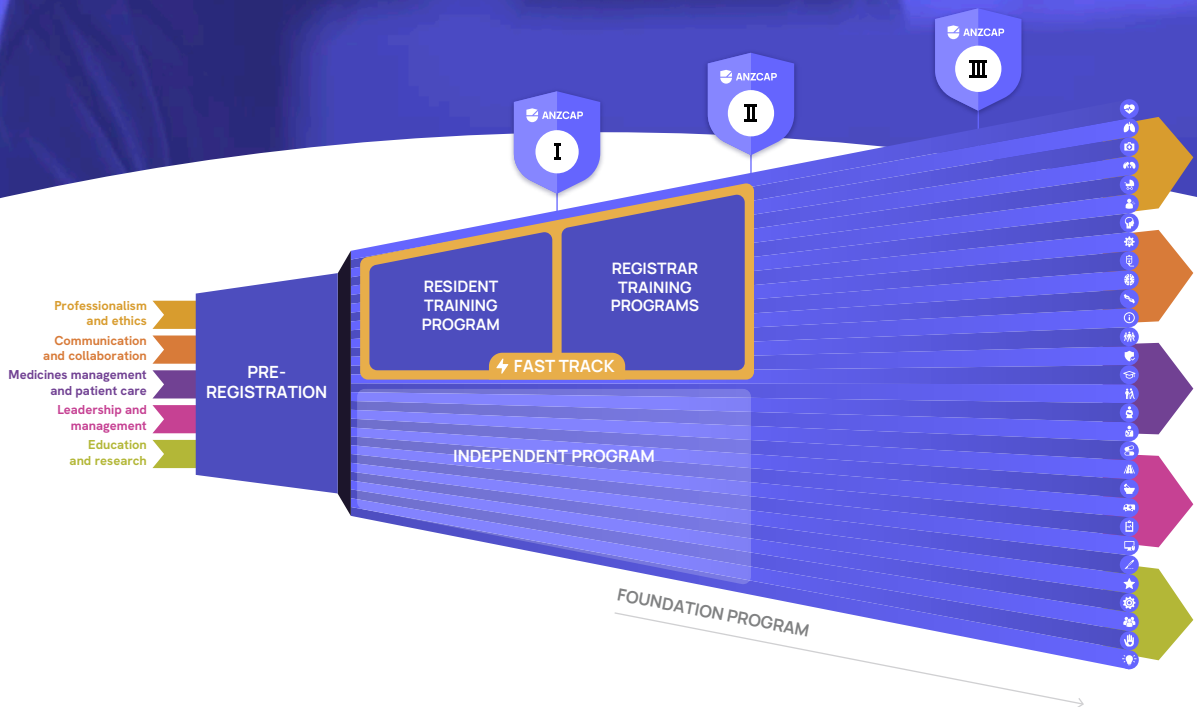 ANZCAP
III
ANZCAP
II
ANZCAP
I
Professionalism
and ethics
Communication
and collaboration
Medicines management
and patient care
Leadership and
management
Education
and research
PRE-
REGISTRATION
RESIDENT
TRAINING
PROGRAM
REGISTRAR
TRAINING
PROGRAMS
FAST TRACK
INDEPENDENT PROGRAM
FOUNDATION PROGRAM